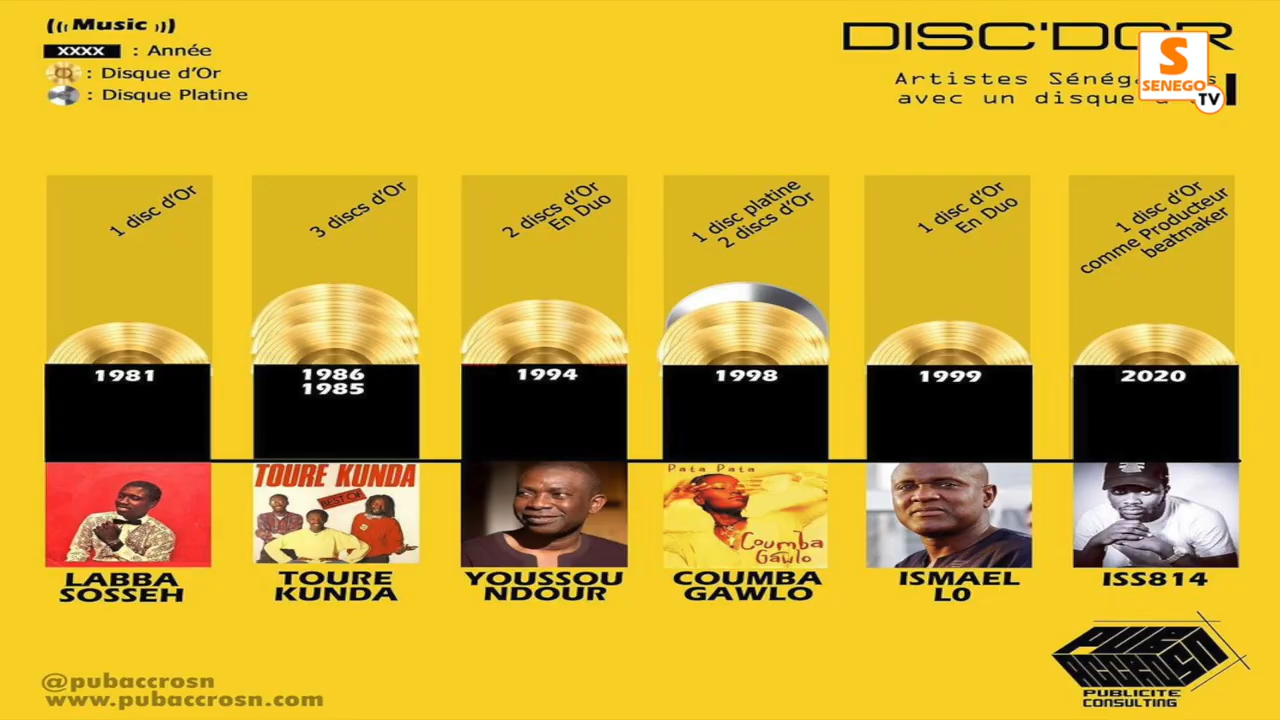 ((( Music )))
XXXX : Année
: Disque d'Or
: Disque Platine
DISC'DOR
Artistes
avec un disque
S
SENEGO
TV
1 disc d'Or
3 discs d'Or
2 discs d'Or
En Duo
1 disc platine
2 discs d'Or
1 disc d'Or
En Duo
1 disc d'Or
comme Producteur
beatmaker
1981
1986
1985
1994
1998
1999
2020
TOURE KUNDA
BEST OF
Pata Pata
Coumba
Gawlo
LABBA
SOSSEH
TOURE
KUNDA
YOUSSOU
NDOUR
COUMBA
GAWLO
ISMAEL
LO
ISS814
@pubaccrosn
www.pubaccrosn.com
PUB
ACCROSN
PUBLICITE
CONSULTING